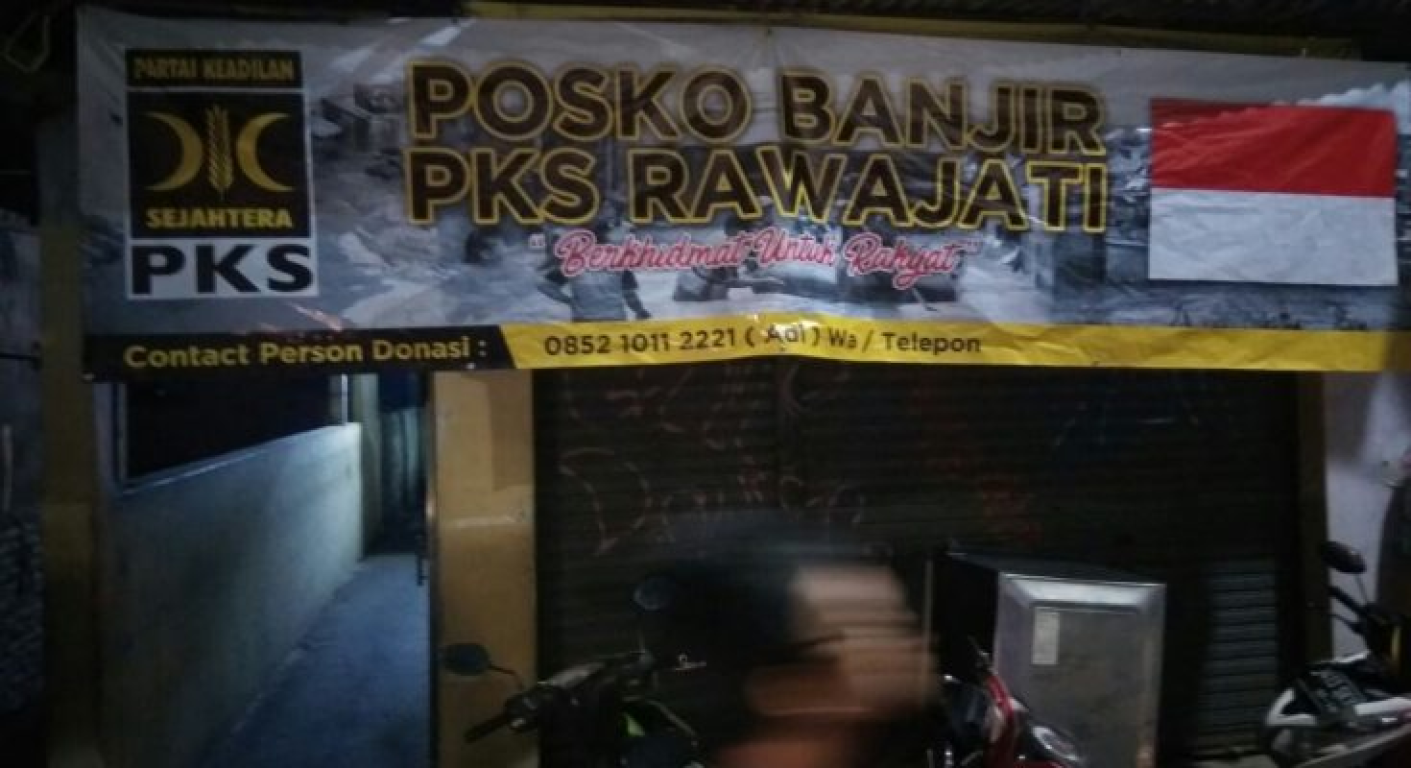 PARTAI KEADILAN
SEJAHTERA
PKS
POSKO BANJIR
PKS RAWAJATI
"Berkhidmat Untuk Rakyat"
Contact Person Donasi : 0852 1011 2221 ( Adi ) Wa / Telepon